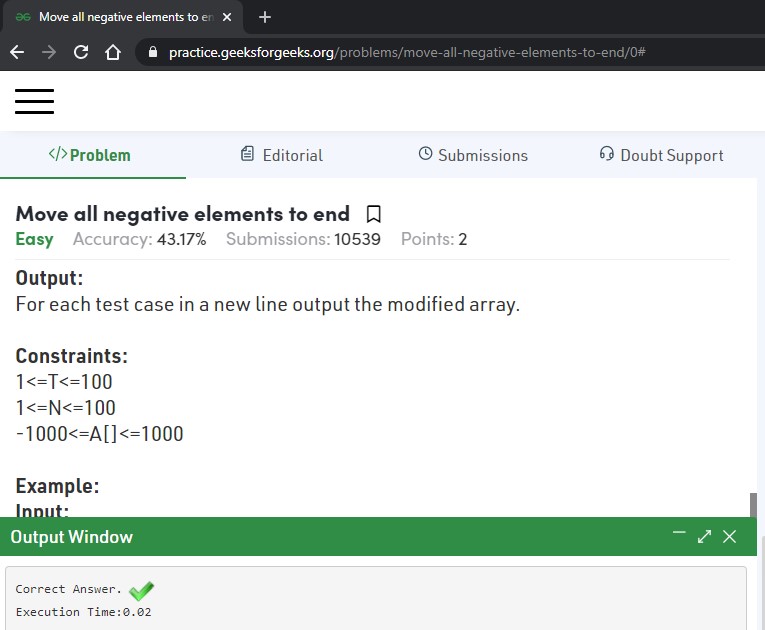 Move all negative elements to en
practice.geeksforgeeks.org/problems/move-all-negative-elements-to-end/0#
</> Problem Editorial Submissions Doubt Support
Move all negative elements to end
Easy Accuracy: 43.17% Submissions: 10539 Points: 2
Output:
For each test case in a new line output the modified array.
Constraints:
1<=T<=100
1<=N<=100
-1000<=A[]<=1000
Example:
Input:
Output Window
Correct Answer.
Execution Time:0.02